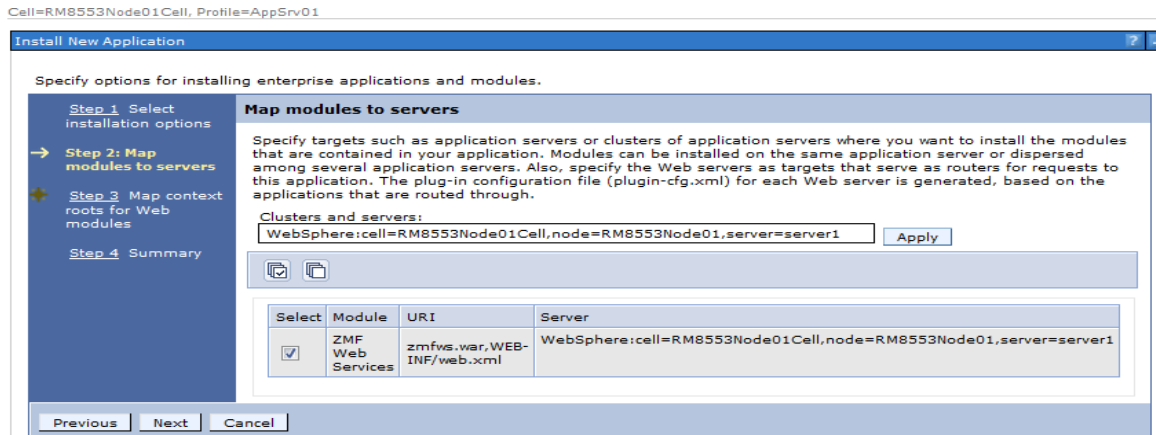 Cell=RM8553Node01Cell, Profile=AppSrv01
Install New Application
?
Specify options for installing enterprise applications and modules.
Step 1 Select
installation options
Step 2: Map
modules to servers
Step 3 Map context
roots for Web
modules
Step 4 Summary
Map modules to servers
Specify targets such as application servers or clusters of application servers where you want to install the modules
that are contained in your application. Modules can be installed on the same application server or dispersed
among several application servers. Also, specify the Web servers as targets that serve as routers for requests to
this application. The plug-in configuration file (plugin-cfg.xml) for each Web server is generated, based on the
applications that are routed through.
Clusters and servers:
WebSphere:cell=RM8553Node01Cell,node=RM8553Node01,server=server1
Apply
Select Module URI Server
ZMF
Web
Services
zmfws.war,WEB-
INF/web.xml
WebSphere:cell=RM8553Node01Cell,node=RM8553Node01,server=server1
Previous Next Cancel